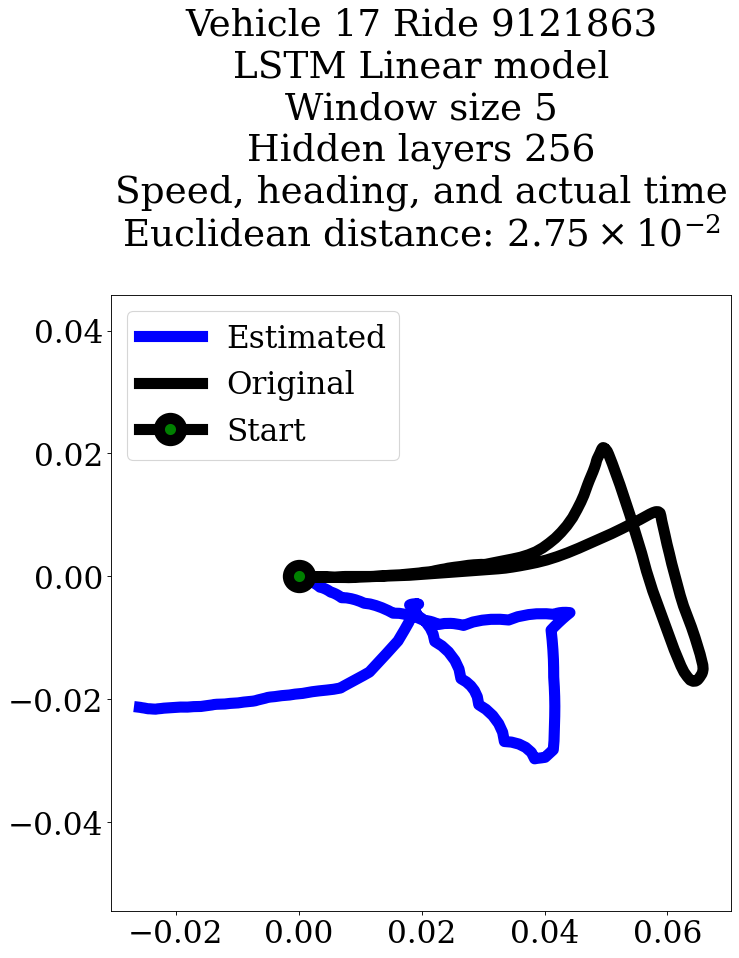 Vehicle 17 Ride 9121863
LSTM Linear model
Window size 5
Hidden layers 256
Speed, heading, and actual time
Euclidean distance: 2.75 × 10⁻²
Estimated
Original
Start
0.04
0.02
0.00
−0.02
−0.04
−0.02 0.00 0.02 0.04 0.06